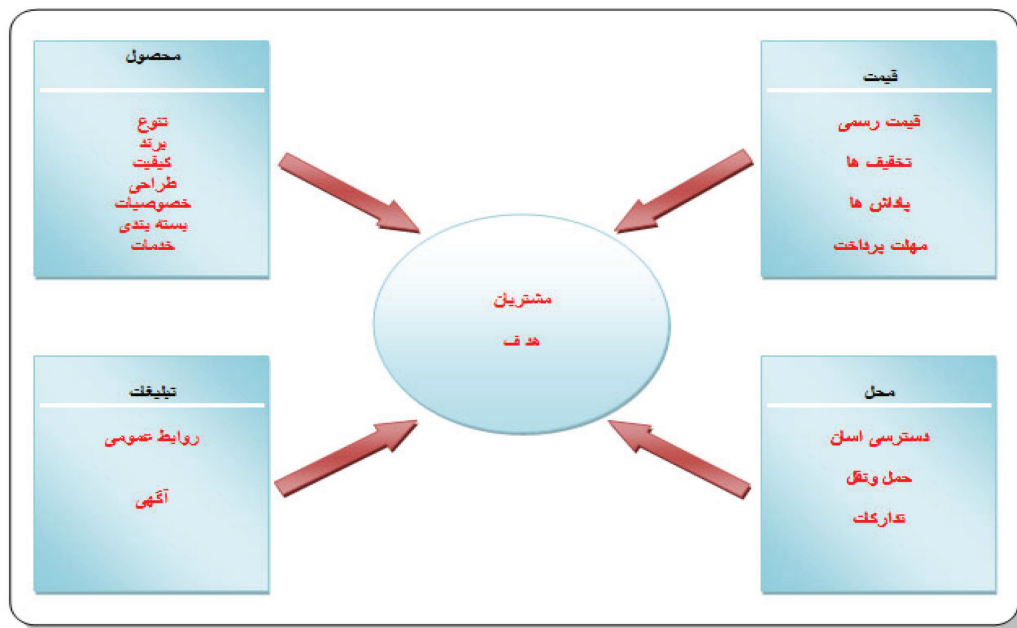 قیمت
قیمت رسمی
تخفیف ها
پاداش ها
مهلت پرداخت
محصول
تنوع
برند
کیفیت
طراحی
خصوصیات
بسته بندی
خدمات
مشتریان
هدف
محل
دسترسی اسان
حمل ونقل
تدارکات
تبلیغات
روابط عمومی
آگهی